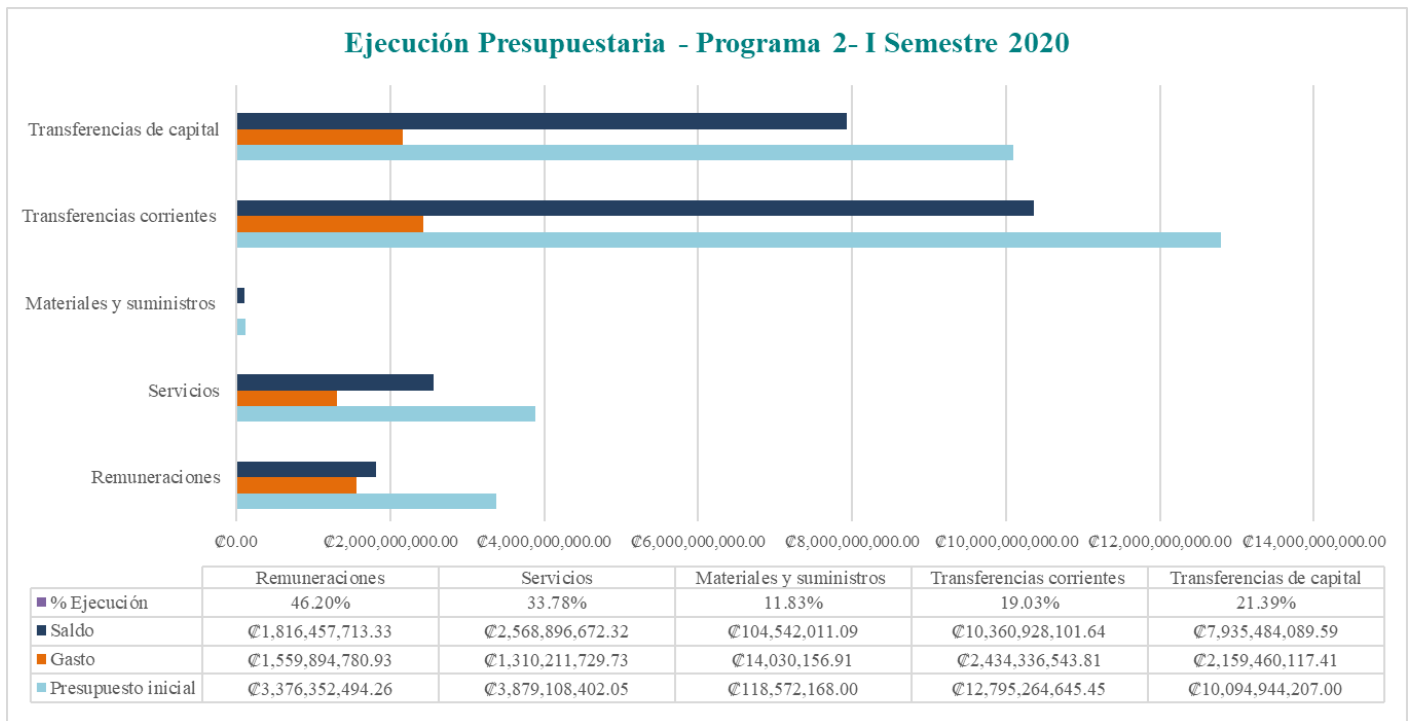 Ejecución Presupuestaria - Programa 2- I Semestre 2020
Transferencias de capital
Transferencias corrientes
Materiales y suministros
Servicios
Remuneraciones
₡0.00 ₡2,000,000,000.00 ₡4,000,000,000.00 ₡6,000,000,000.00 ₡8,000,000,000.00 ₡10,000,000,000.00 ₡12,000,000,000.00 ₡14,000,000,000.00
Remuneraciones Servicios Materiales y suministros Transferencias corrientes Transferencias de capital
% Ejecución 46.20% 33.78% 11.83% 19.03% 21.39%
Saldo ₡1,816,457,713.33 ₡2,568,896,672.32 ₡104,542,011.09 ₡10,360,928,101.64 ₡7,935,484,089.59
Gasto ₡1,559,894,780.93 ₡1,310,211,729.73 ₡14,030,156.91 ₡2,434,336,543.81 ₡2,159,460,117.41
Presupuesto inicial ₡3,376,352,494.26 ₡3,879,108,402.05 ₡118,572,168.00 ₡12,795,264,645.45 ₡10,094,944,207.00